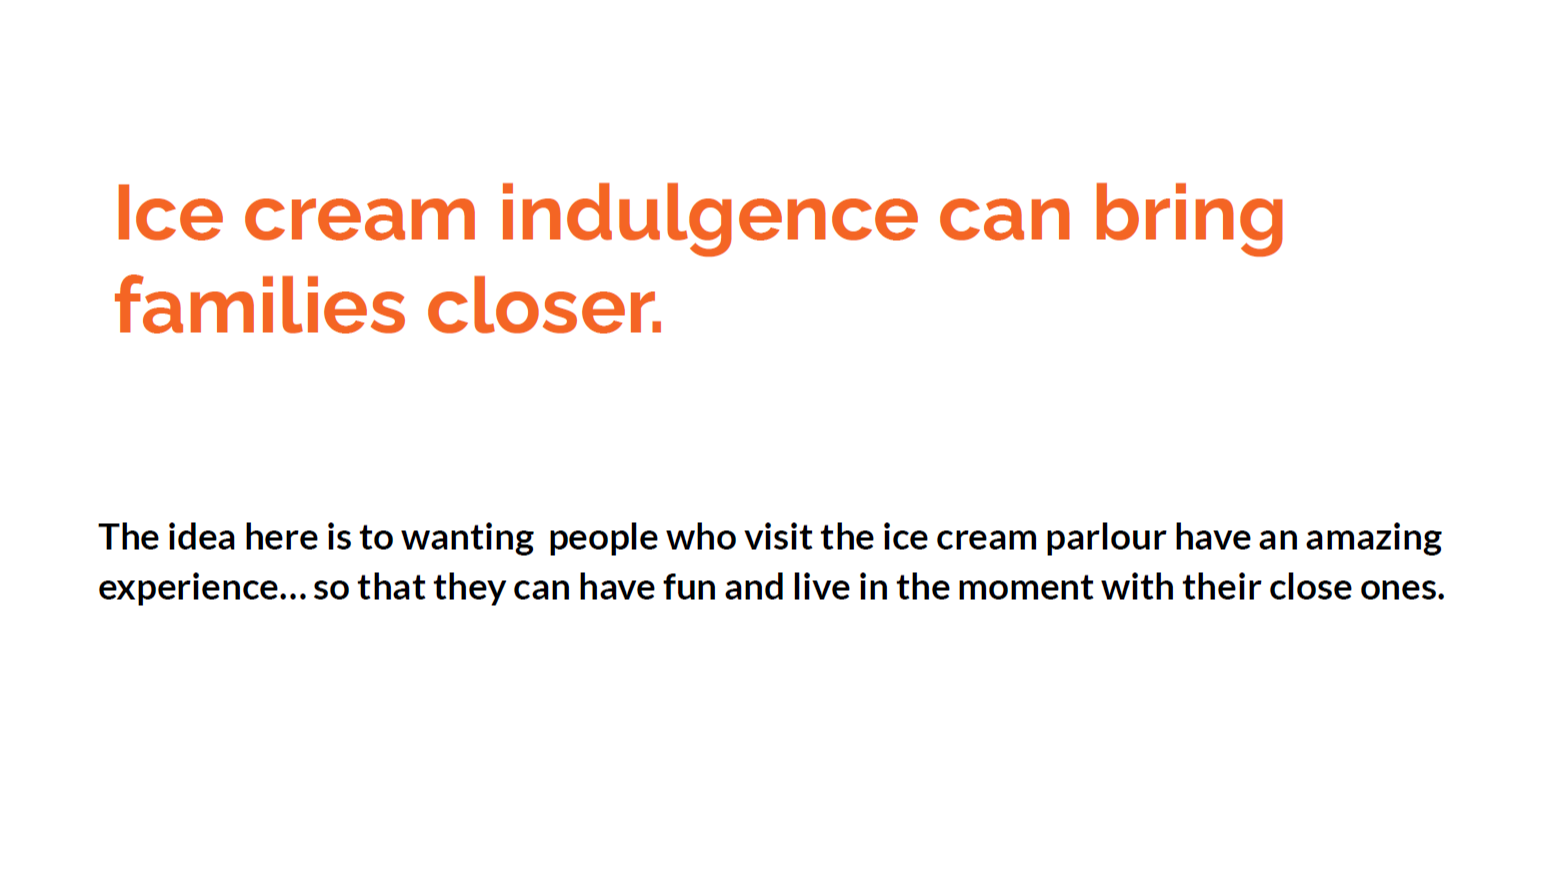 Ice cream indulgence can bring
families closer.
The idea here is to wanting  people who visit the ice cream parlour have an amazing
experience... so that they can have fun and live in the moment with their close ones.